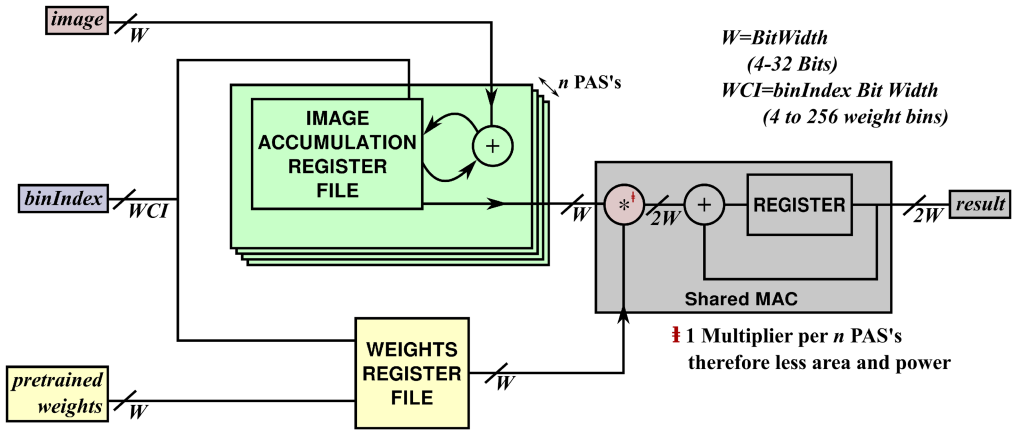 image
W
W=BitWidth
(4-32 Bits)
WCI=binIndex Bit Width
(4 to 256 weight bins)
n PAS's
IMAGE
ACCUMULATION
REGISTER
FILE
+
binIndex
WCI
W
*ⱡ
2W
+
REGISTER
2W
result
Shared MAC
ⱡ 1 Multiplier per n PAS's
therefore less area and power
WEIGHTS
REGISTER
FILE
W
pretrained
weights
W